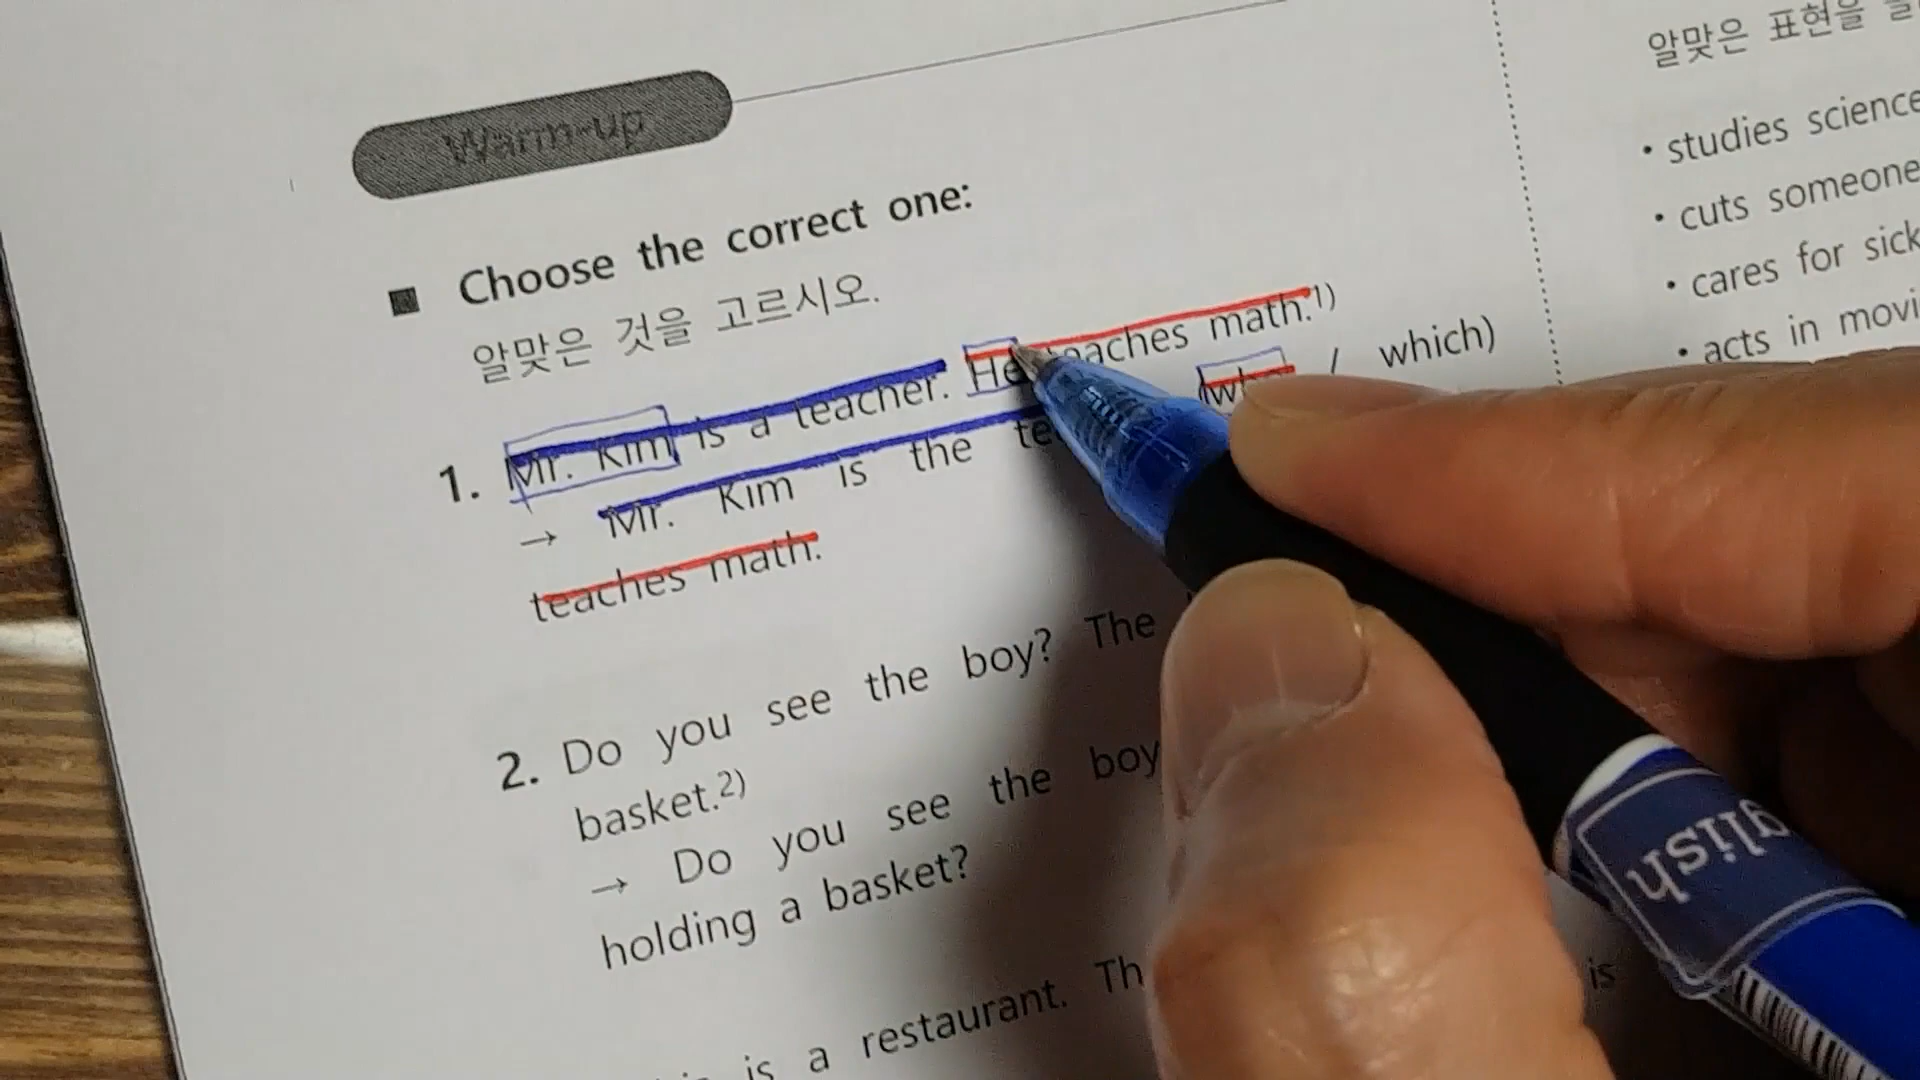 Warm-up
■ Choose the correct one:
알맞은 것을 고르시오.
1. Mr. Kim is a teacher. He teaches math.1)
→ Mr. Kim is the / which)
teaches math.
2. Do you see the boy? The
basket.2)
→ Do you see the boy
holding a basket?
is a restaurant. is
알맞은 표현을
• studies science
• cuts someone
• cares for sick
• acts in
glish